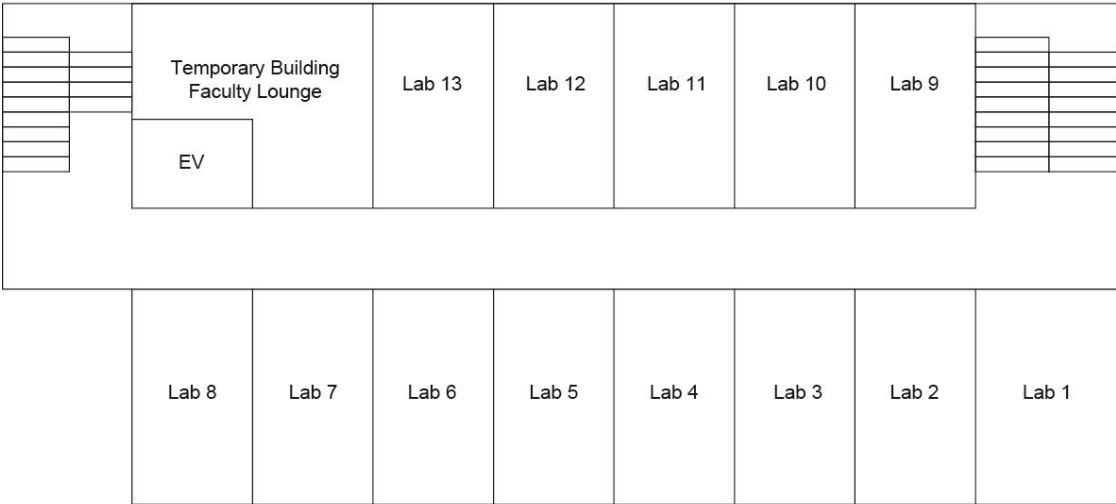 Temporary Building
Faculty Lounge
Lab 13
Lab 12
Lab 11
Lab 10
Lab 9
EV
Lab 8
Lab 7
Lab 6
Lab 5
Lab 4
Lab 3
Lab 2
Lab 1